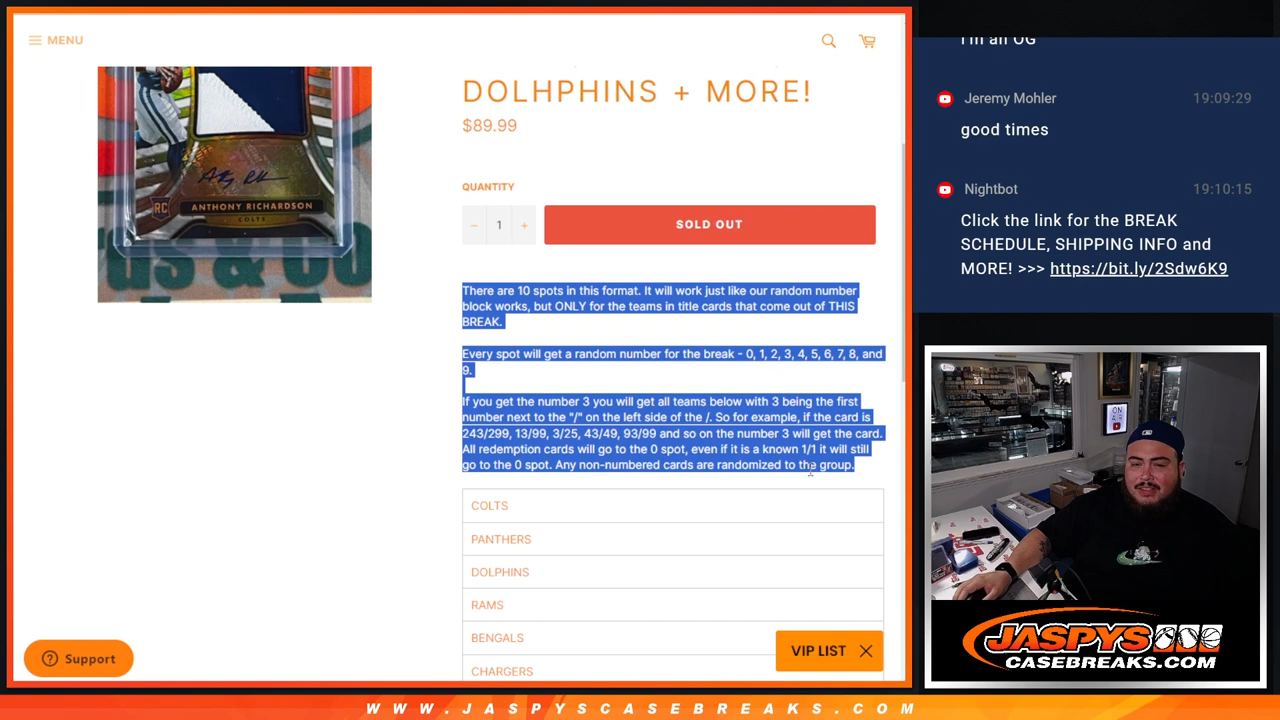 MENU
DOLHPHINS + MORE!
$89.99
QUANTITY
− 1 +
SOLD OUT
There are 10 spots in this format. It will work just like our random number
block works, but ONLY for the teams in title cards that come out of THIS
BREAK.
Every spot will get a random number for the break - 0, 1, 2, 3, 4, 5, 6, 7, 8, and
9.
If you get the number 3 you will get all teams below with 3 being the first
number next to the "/" on the left side of the /. So for example, if the card is
243/299, 13/99, 3/25, 43/49, 93/99 and so on the number 3 will get the card.
All redemption cards will go to the 0 spot, even if it is a known 1/1 it will still
go to the 0 spot. Any non-numbered cards are randomized to the group.
COLTS
PANTHERS
DOLPHINS
RAMS
BENGALS
CHARGERS
RC
ANTHONY RICHARDSON
COLTS
Support
VIP LIST
I'm an OG
Jeremy Mohler 19:09:29
good times
Nightbot 19:10:15
Click the link for the BREAK
SCHEDULE, SHIPPING INFO and
MORE! >>> https://bit.ly/2Sdw6K9
ON
JASPYS
CASEBREAKS.COM
WWW.JASPYSCASEBREAKS.COM